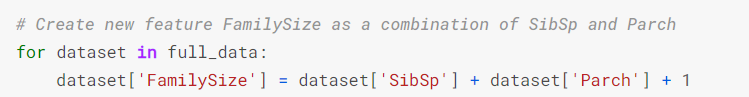 # Create new feature FamilySize as a combination of SibSp and Parch
for dataset in full_data:
    dataset['FamilySize'] = dataset['SibSp'] + dataset['Parch'] + 1